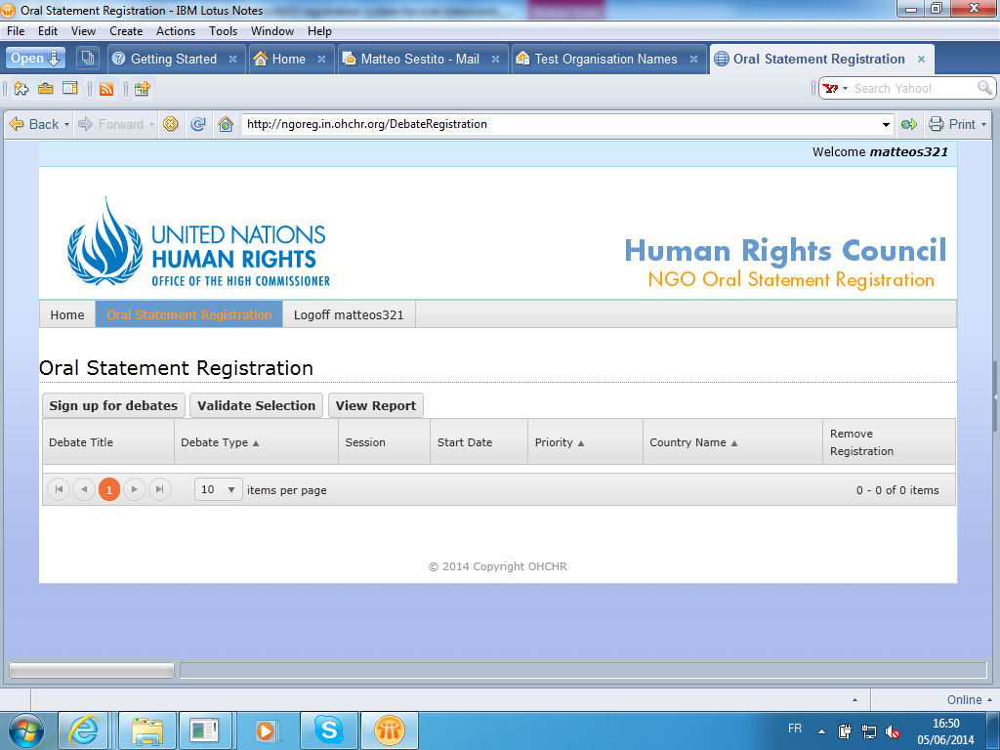 Oral Statement Registration - IBM Lotus Notes
File Edit View Create Actions Tools Window Help
Open Getting Started Home Matteo Sestito - Mail Test Organisation Names Oral Statement Registration
Search Yahoo!
Back Forward http://ngoreg.in.ohchr.org/DebateRegistration Print
Welcome matteos321
UNITED NATIONS
HUMAN RIGHTS
OFFICE OF THE HIGH COMMISSIONER
Human Rights Council
NGO Oral Statement Registration
Home Oral Statement Registration Logoff matteos321
Oral Statement Registration
Sign up for debates Validate Selection View Report
Debate Title Debate Type ▲ Session Start Date Priority ▲ Country Name ▲ Remove
Registration
1 10 items per page 0 - 0 of 0 items
© 2014 Copyright OHCHR
Online
FR 16:50
05/06/2014